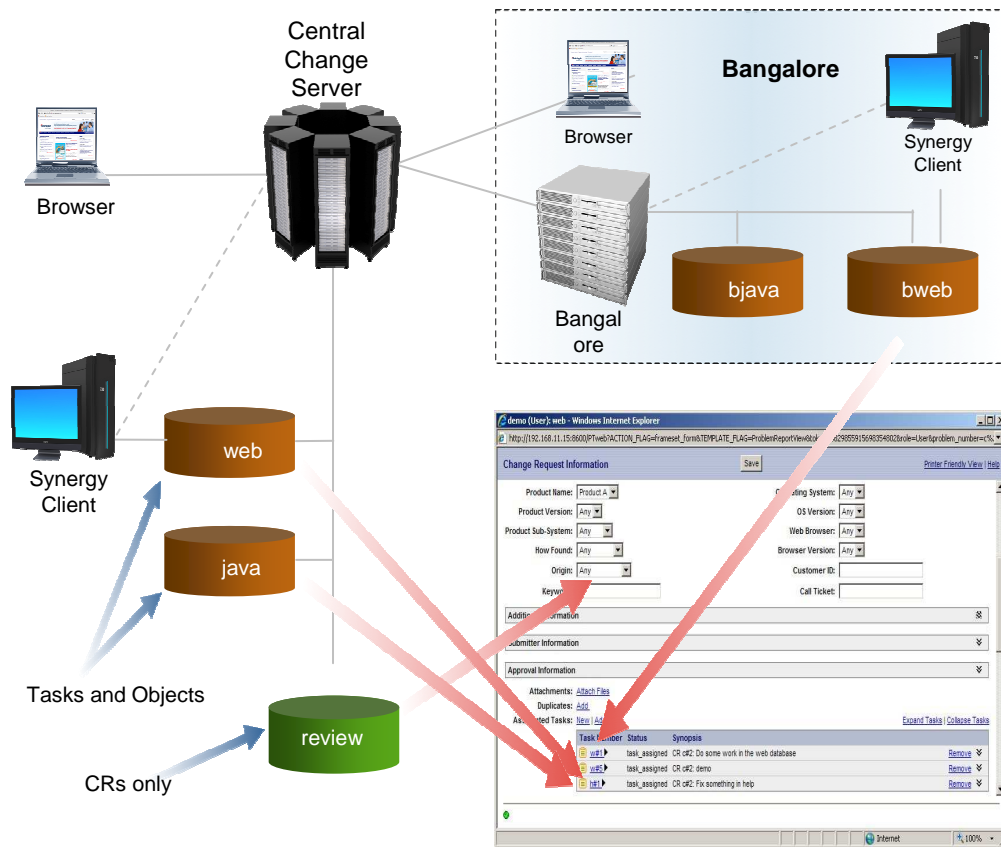 Central
Change
Server
Browser
Bangalore
Browser
Synergy
Client
Bangal
ore
bjava
bweb
Synergy
Client
web
java
Tasks and Objects
review
CRs only
demo (User): web - Windows Internet Explorer
Change Request Information
Save
Printer Friendly View | Help
Product Name: Product A
Operating System: Any
Product Version: Any
OS Version: Any
Product Sub-System: Any
Web Browser: Any
How Found: Any
Browser Version: Any
Origin: Any
Customer ID:
Call Ticket:
Information
Submitter Information
Approval Information
Attachments: Attach Files
Duplicates: Add
Tasks: New |
Expand Tasks | Collapse Tasks
Task Status Synopsis
w#1 task_assigned CR c#2: Do some work in the web database Remove
w#5 task_assigned CR c#2: demo Remove
h#1 task_assigned CR c#2: Fix something in help Remove
Internet
100%